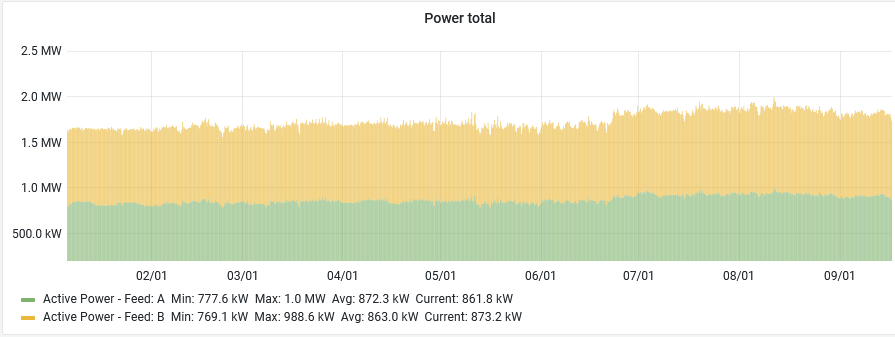 Power total
2.5 MW
2.0 MW
1.5 MW
1.0 MW
500.0 kW
02/01 03/01 04/01 05/01 06/01 07/01 08/01 09/01
Active Power - Feed: A Min: 777.6 kW Max: 1.0 MW Avg: 872.3 kW Current: 861.8 kW
Active Power - Feed: B Min: 769.1 kW Max: 988.6 kW Avg: 863.0 kW Current: 873.2 kW